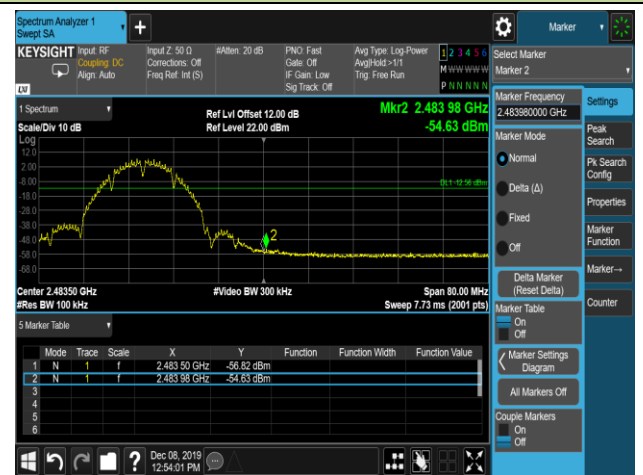 Spectrum Analyzer 1
Swept SA
+
Marker
KEYSIGHT
Input: RF
Coupling: DC
Align: Auto
Input Z: 50 Ω
Corrections: Off
Freq Ref: Int (S)
#Atten: 20 dB
PNO: Fast
Gate: Off
IF Gain: Low
Sig Track: Off
Avg Type: Log-Power
Avg|Hold:>1/1
Trig: Free Run
1 2 3 4 5 6
M W W W W W
P N N N N N
LXI
Select Marker
Marker 2
1 Spectrum
Scale/Div 10 dB
Ref Lvl Offset 12.00 dB
Ref Level 22.00 dBm
Mkr2 2.483 98 GHz
-54.63 dBm
Log
12.0
2.00
-8.00
-18.0
-28.0
-38.0
-48.0
-58.0
-68.0
DL1 -12.56 dBm
2
Center 2.48350 GHz
#Res BW 100 kHz
#Video BW 300 kHz
Span 80.00 MHz
Sweep 7.73 ms (2001 pts)
5 Marker Table
Mode Trace Scale X Y Function Function Width Function Value
1 N 1 f 2.483 50 GHz -56.82 dBm
2 N 1 f 2.483 98 GHz -54.63 dBm
3
4
5
6
Marker Frequency
2.483980000 GHz
Marker Mode
Normal
Delta (Δ)
Fixed
Off
Delta Marker
(Reset Delta)
Marker Table
On
Off
Marker Settings
Diagram
All Markers Off
Couple Markers
On
Off
Settings
Peak
Search
Pk Search
Config
Properties
Marker
Function
Marker→
Counter
?
Dec 08, 2019
12:54:01 PM